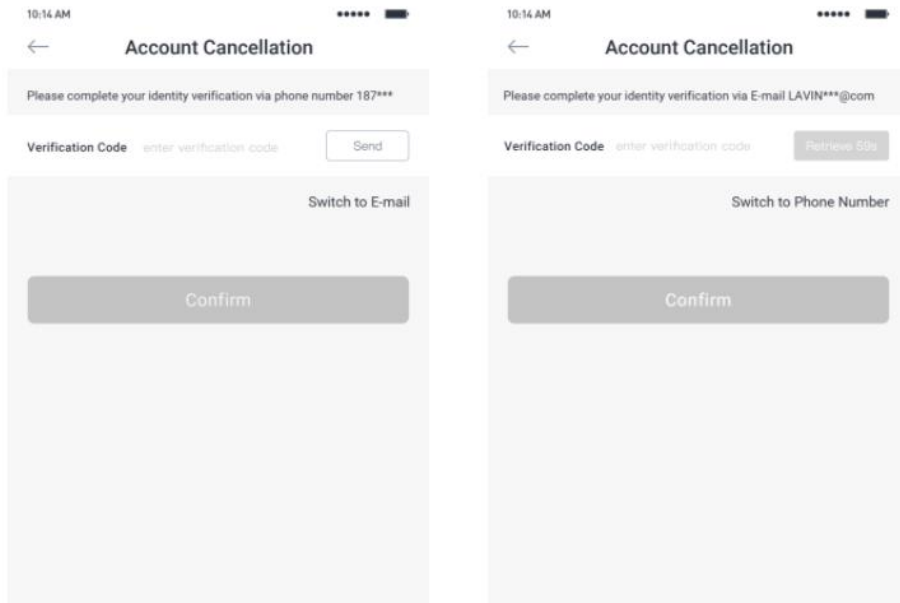 10:14 AM
Account Cancellation
Please complete your identity verification via phone number 187***
Verification Code enter verification code Send
Switch to E-mail
Confirm
10:14 AM
Account Cancellation
Please complete your identity verification via E-mail LAVIN***@com
Verification Code enter verification code Retrieve 59s
Switch to Phone Number
Confirm